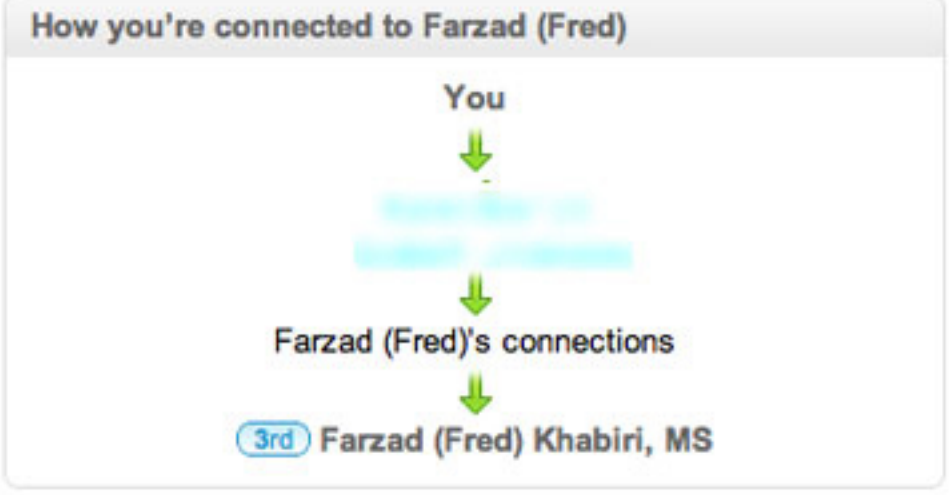 How you're connected to Farzad (Fred)
You
Farzad (Fred)'s connections
3rd Farzad (Fred) Khabiri, MS